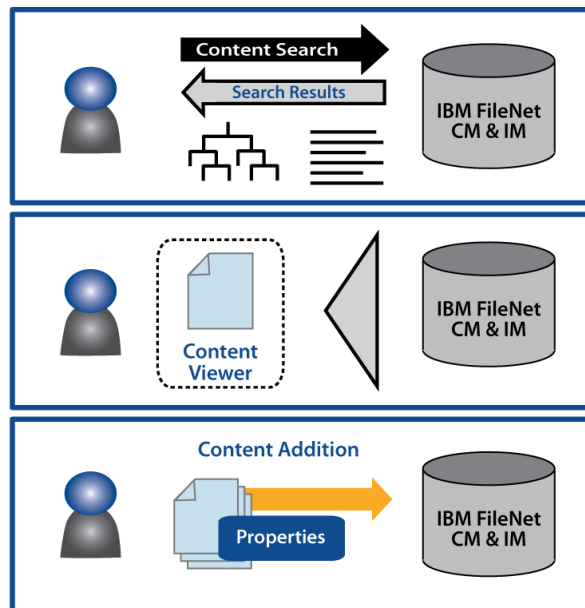 Content Search
Search Results
IBM FileNet
CM & IM
Content
Viewer
IBM FileNet
CM & IM
Content Addition
Properties
IBM FileNet
CM & IM